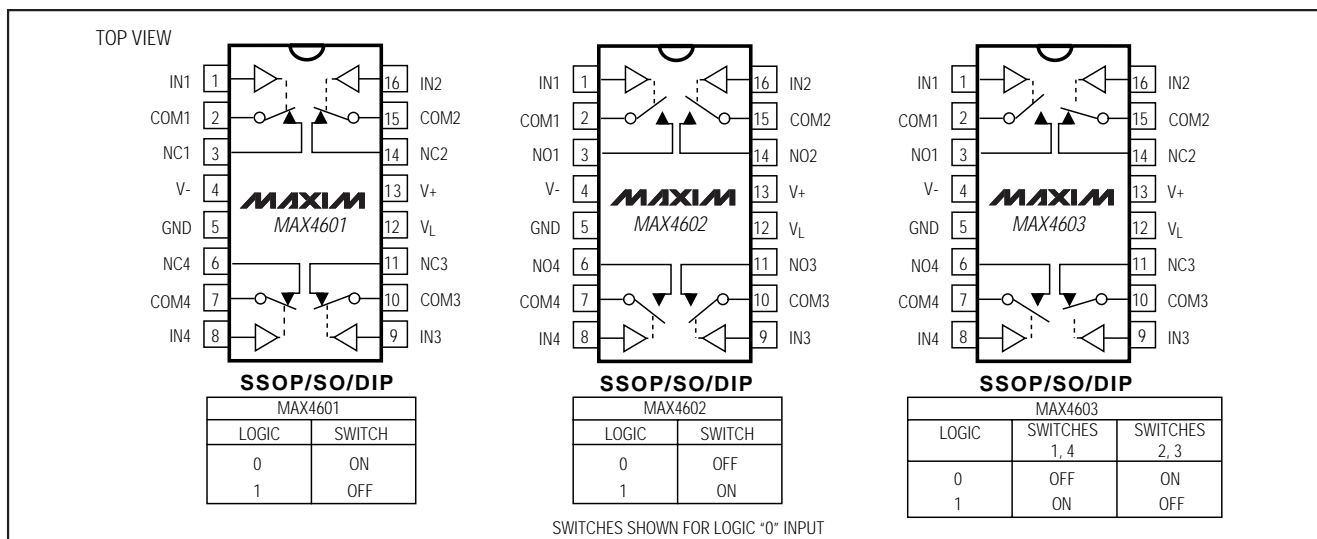 TOP VIEW
IN1 1 16 IN2
COM1 2 15 COM2
NC1 3 14 NC2
V- 4 13 V+
MAXIM
GND 5 MAX4601 12 VL
NC4 6 11 NC3
COM4 7 10 COM3
IN4 8 9 IN3
SSOP/SO/DIP
MAX4601
LOGIC SWITCH
0 ON
1 OFF
IN1 1 16 IN2
COM1 2 15 COM2
NO1 3 14 NO2
V- 4 13 V+
MAXIM
GND 5 MAX4602 12 VL
NO4 6 11 NO3
COM4 7 10 COM3
IN4 8 9 IN3
SSOP/SO/DIP
MAX4602
LOGIC SWITCH
0 OFF
1 ON
IN1 1 16 IN2
COM1 2 15 COM2
NO1 3 14 NC2
V- 4 13 V+
MAXIM
GND 5 MAX4603 12 VL
NO4 6 11 NC3
COM4 7 10 COM3
IN4 8 9 IN3
SSOP/SO/DIP
MAX4603
LOGIC SWITCHES 1, 4 SWITCHES 2, 3
0 OFF ON
1 ON OFF
SWITCHES SHOWN FOR LOGIC “0” INPUT